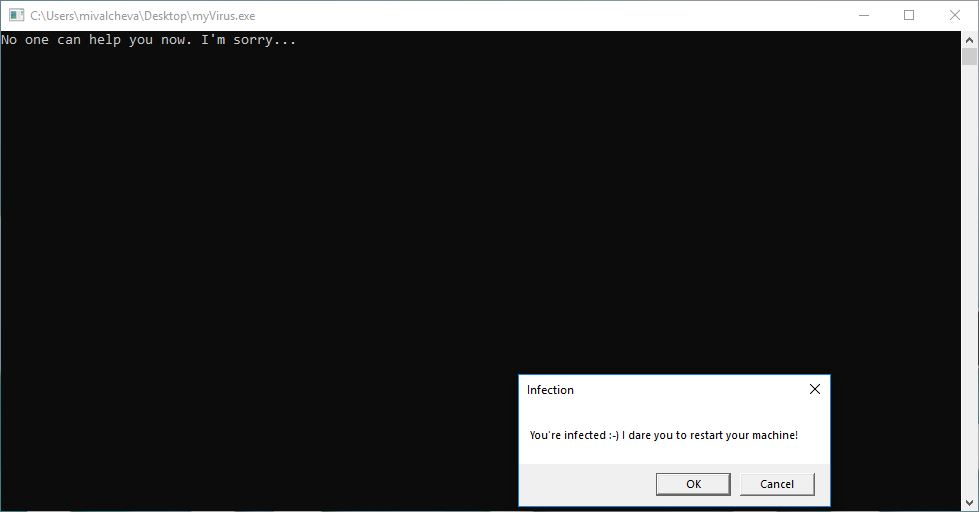 C:\Users\mivalcheva\Desktop\myVirus.exe
No one can help you now. I'm sorry...
Infection
You're infected :-) I dare you to restart your machine!
OK Cancel